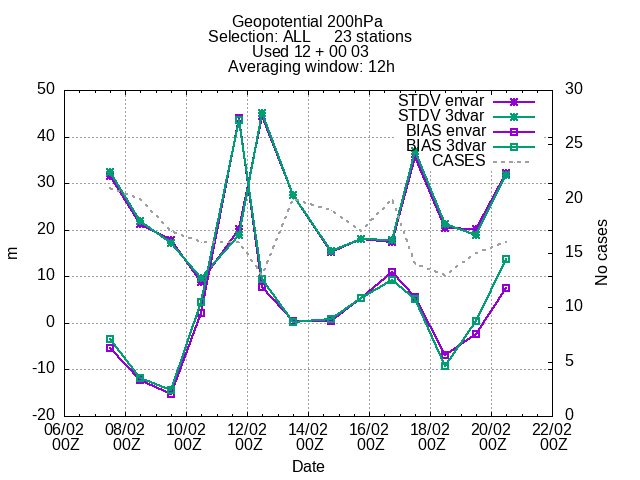 Geopotential 200hPa
Selection: ALL 23 stations
Used 12 + 00 03
Averaging window: 12h
50
40
30
20
10
0
-10
-20
m
30
25
20
15
10
5
0
No cases
STDV envar
STDV 3dvar
BIAS envar
BIAS 3dvar
CASES
06/02 08/02 10/02 12/02 14/02 16/02 18/02 20/02 22/02
00Z 00Z 00Z 00Z 00Z 00Z 00Z 00Z 00Z
Date